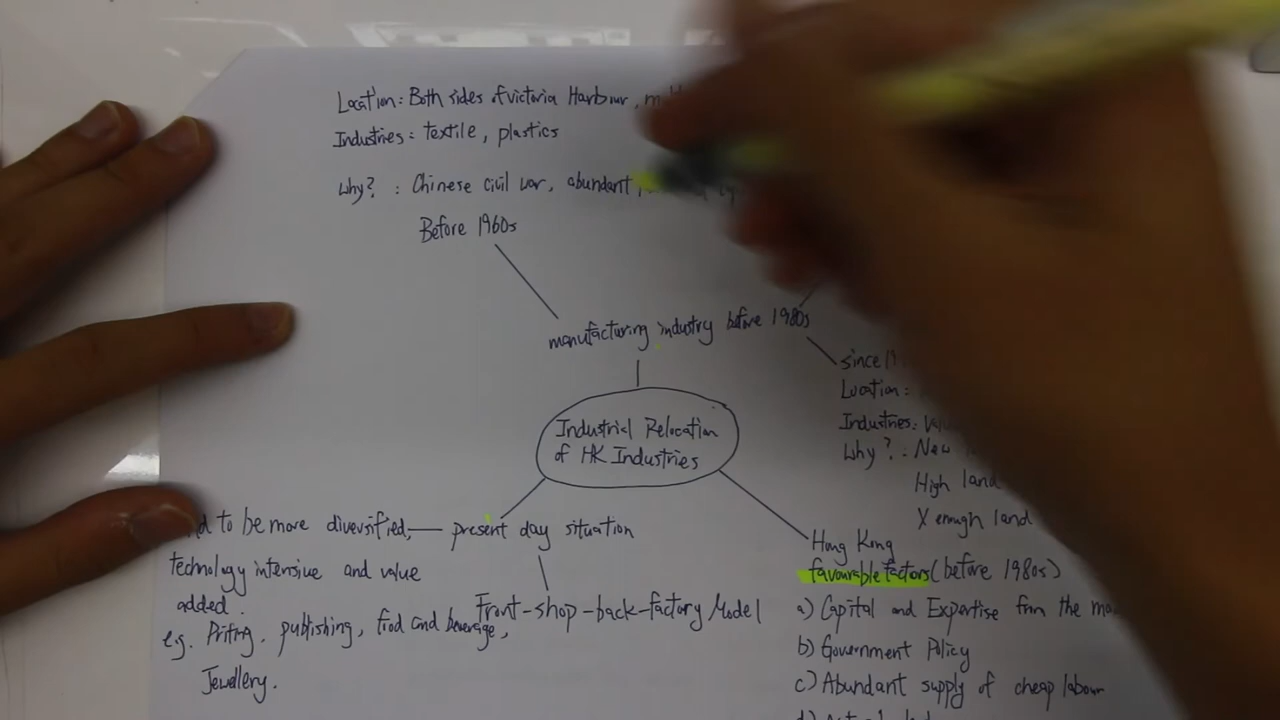 Location: Both sides of victoria Harbour,
Industries: textile, plastics
Why? : Chinese civil war, abundant
Before 1960s
manufacturing industry before 1980s
since
Location:
Industries:
Why? : New
High land
X enough land
Industrial Relocation
of HK Industries
to be more diversified,
present day situation
technology intensive and value
added.
Front-shop-back-factory Model
e.g. Priting, publishing, food and beverage,
Jewellery.
Hong Kong
favourable factors (before 1980s)
a) Capital and Expertise from the
b) Government Policy
c) Abundant supply of cheap labour
d)